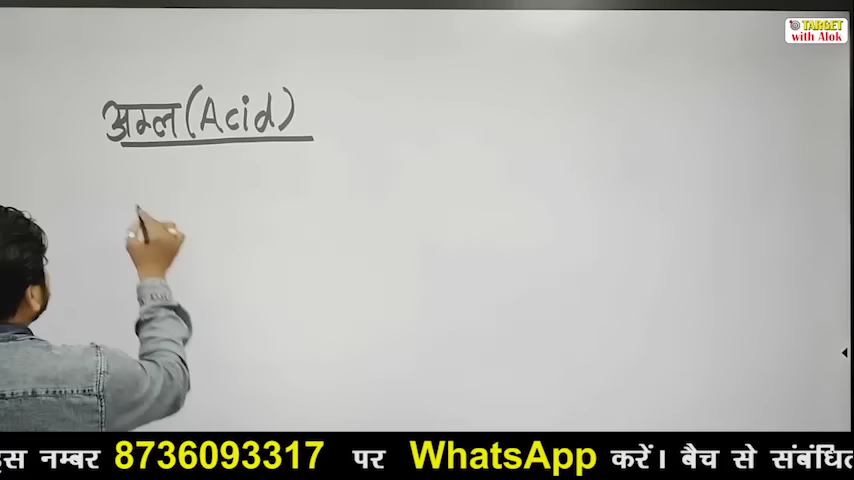 TARGET
with Alok
अम्ल (Acid)
इस नम्बर 8736093317 पर WhatsApp करें। बैच से संबंधित